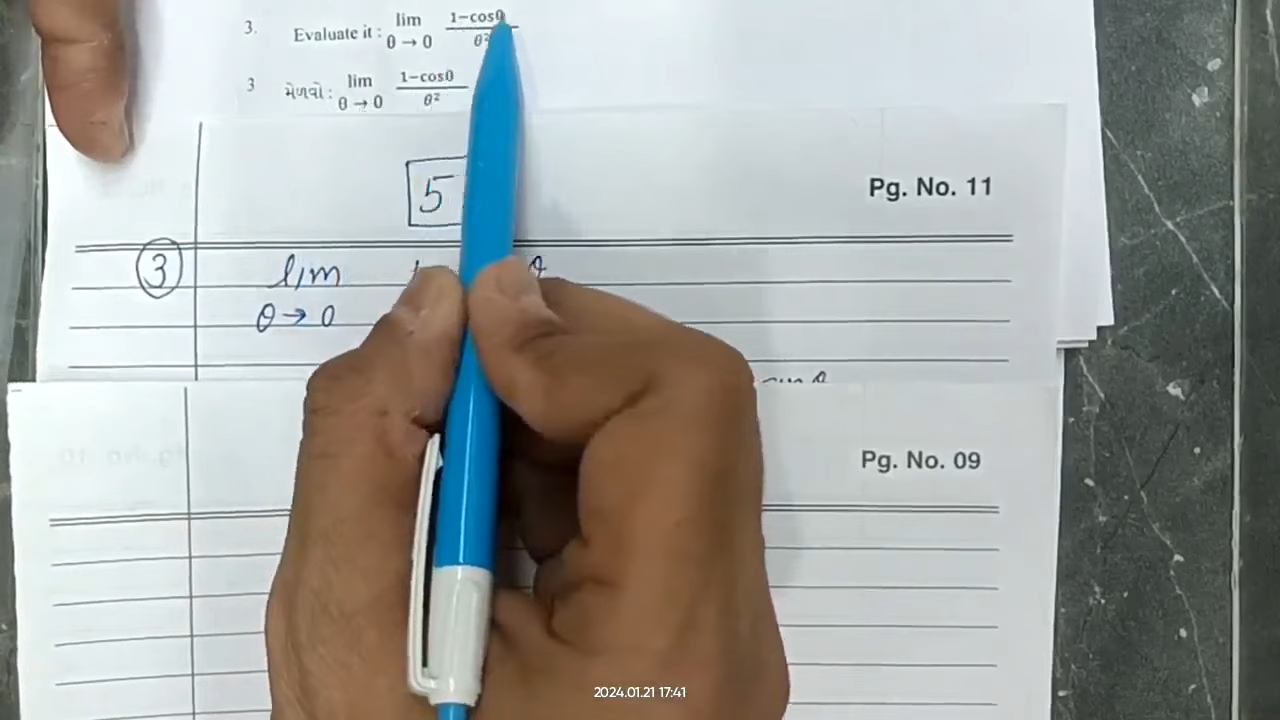 3. Evaluate it : lim 1−cosθ
θ → 0 θ²
3 મેળવો : lim 1−cosθ
θ → 0 θ²
5
Pg. No. 11
3 lim θ
θ → 0
Pg. No. 09
2024.01.21 17:41